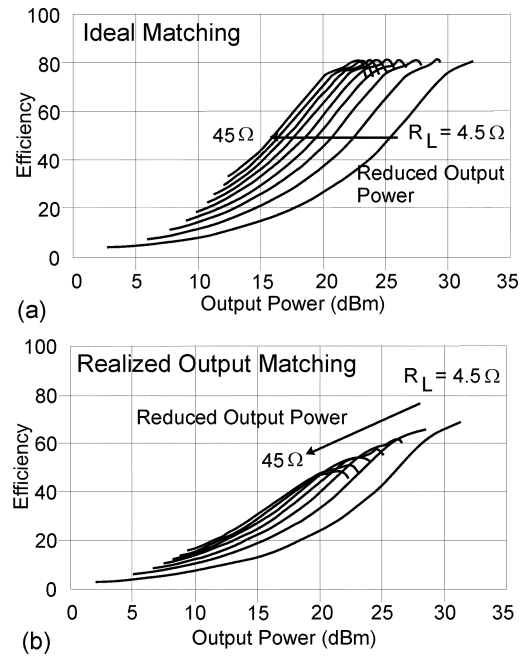 100
Ideal Matching
80
60
Efficiency
45Ω
R_L = 4.5Ω
40
Reduced Output
Power
20
0
0 5 10 15 20 25 30 35
Output Power (dBm)
(a)
100
Realized Output Matching
R_L = 4.5Ω
80
Reduced Output Power
60
45Ω
Efficiency
40
20
0
0 5 10 15 20 25 30 35
Output Power (dBm)
(b)